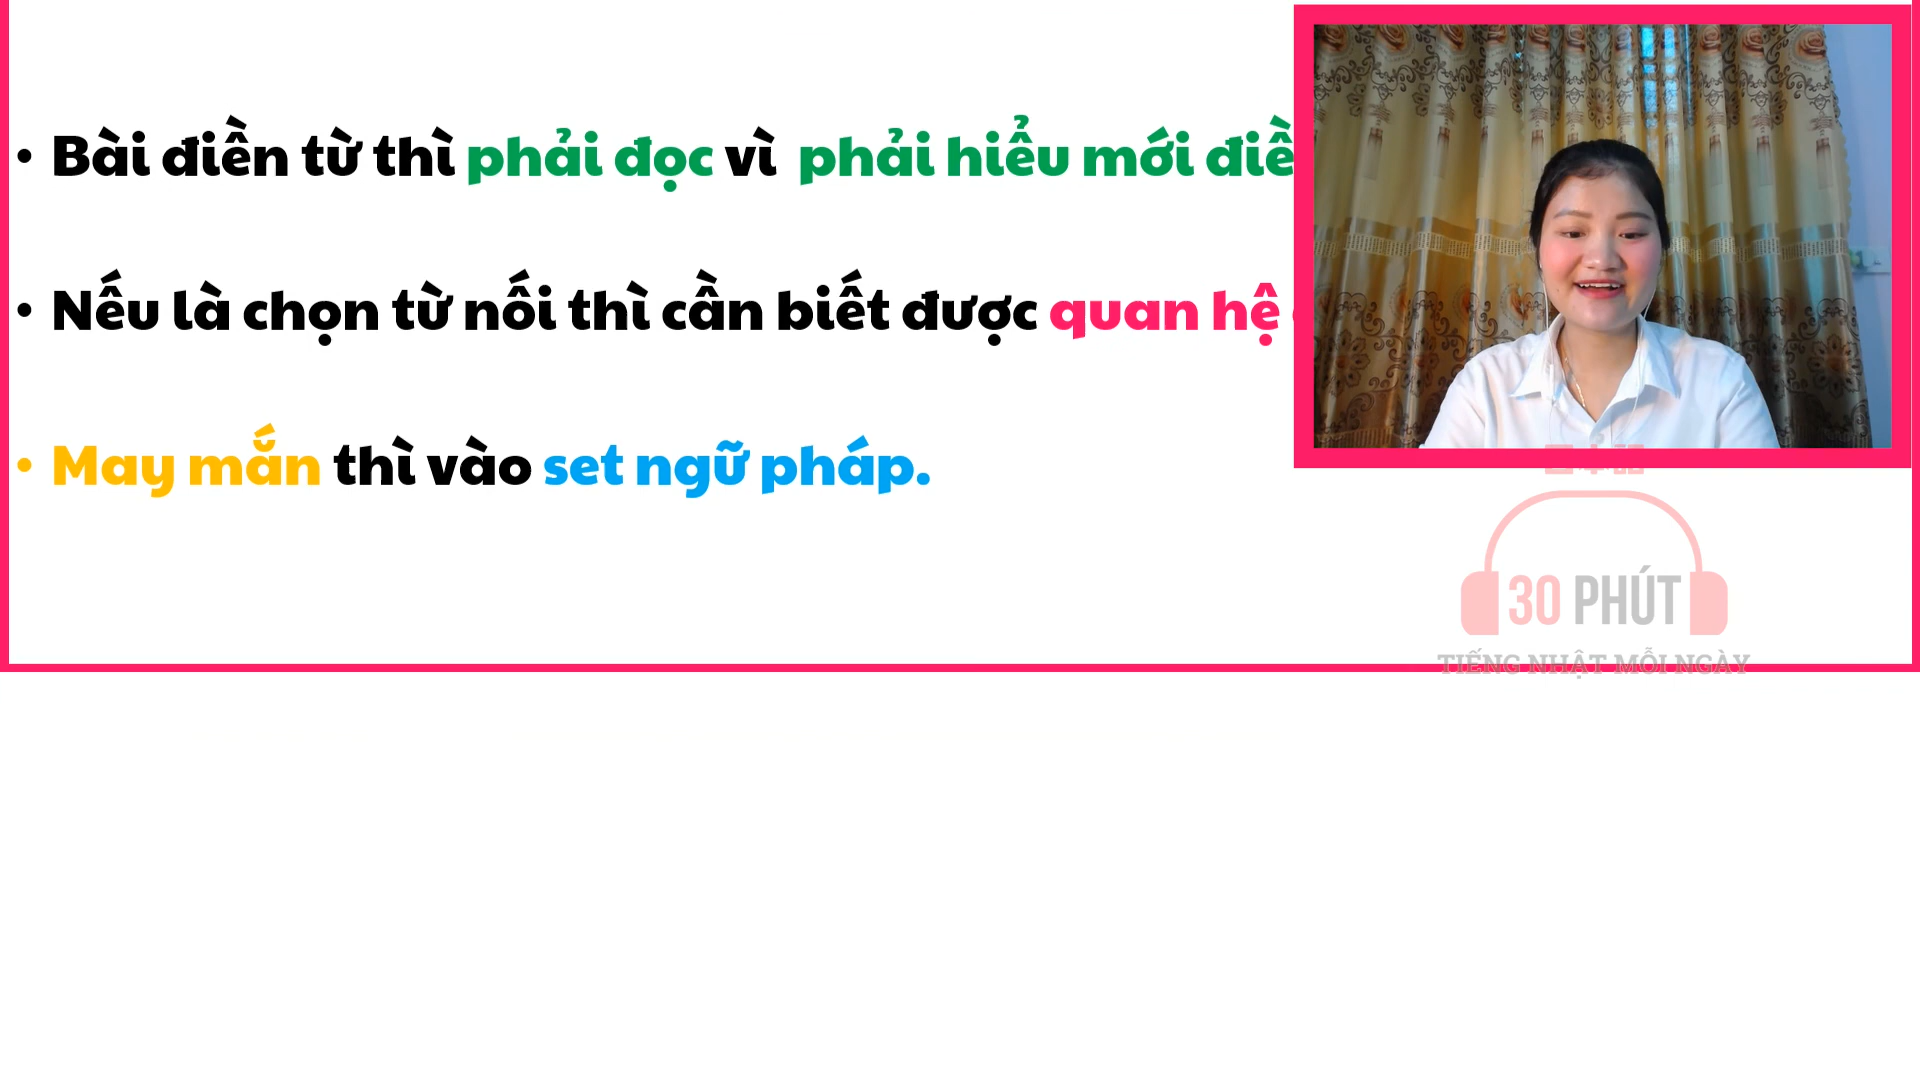 • Bài điền từ thì phải đọc vì phải hiểu mới
• Nếu là chọn từ nối thì cần biết được quan hệ
• May mắn thì vào set ngữ pháp.
30 PHÚT
TIẾNG NHẬT MỖI NGÀY